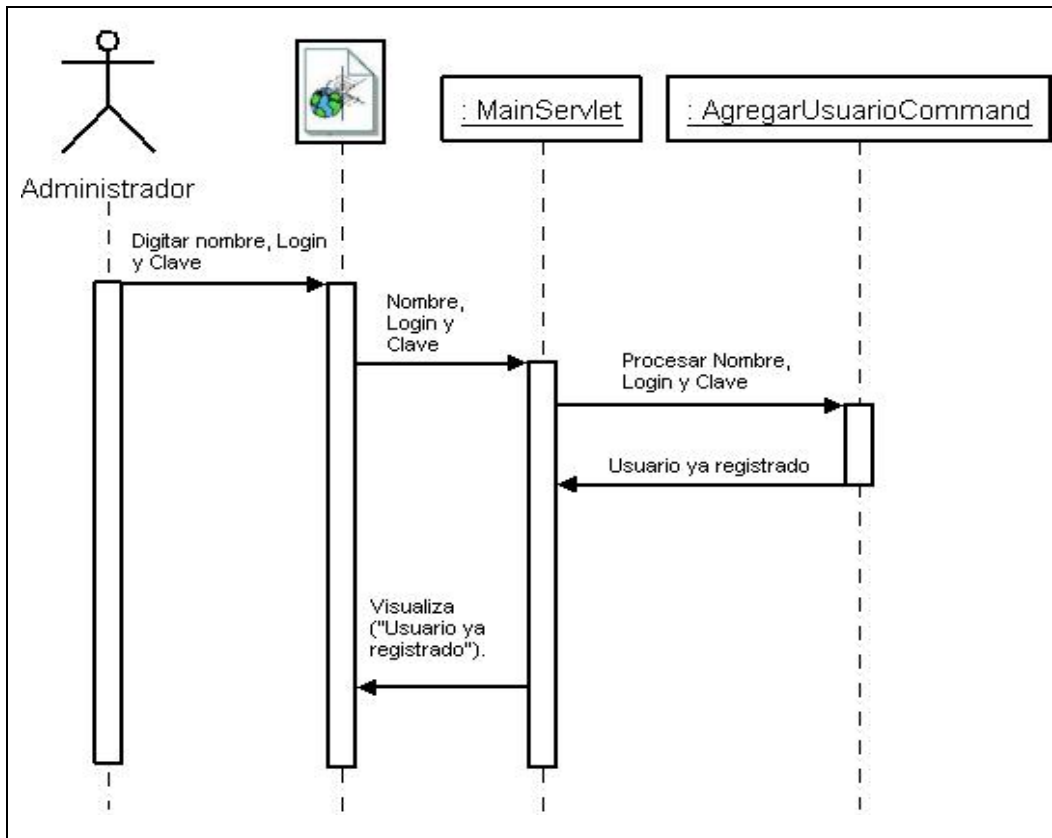 : MainServlet
: AgregarUsuarioCommand
Administrador
Digitar nombre, Login
y Clave
Nombre,
Login y
Clave
Procesar Nombre,
Login y Clave
Usuario ya registrado
Visualiza
("Usuario ya
registrado").